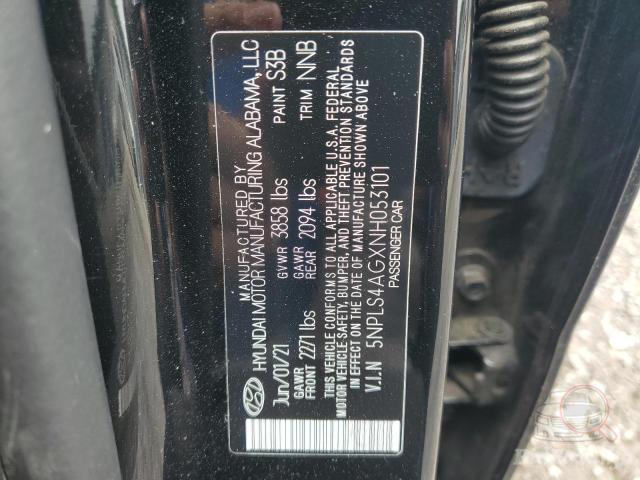 MANUFACTURED BY
HYUNDAI MOTOR MANUFACTURING ALABAMA, LLC
Jun/01/21 GVWR 3858 lbs PAINT S3B
GAWR FRONT 2271 lbs GAWR REAR 2094 lbs TRIM NNB
THIS VEHICLE CONFORMS TO ALL APPLICABLE U.S.A. FEDERAL
MOTOR VEHICLE SAFETY, BUMPER, AND THEFT PREVENTION STANDARDS
IN EFFECT ON THE DATE OF MANUFACTURE SHOWN ABOVE
V.I.N 5NPLS4AGXNH053101
PASSENGER CAR